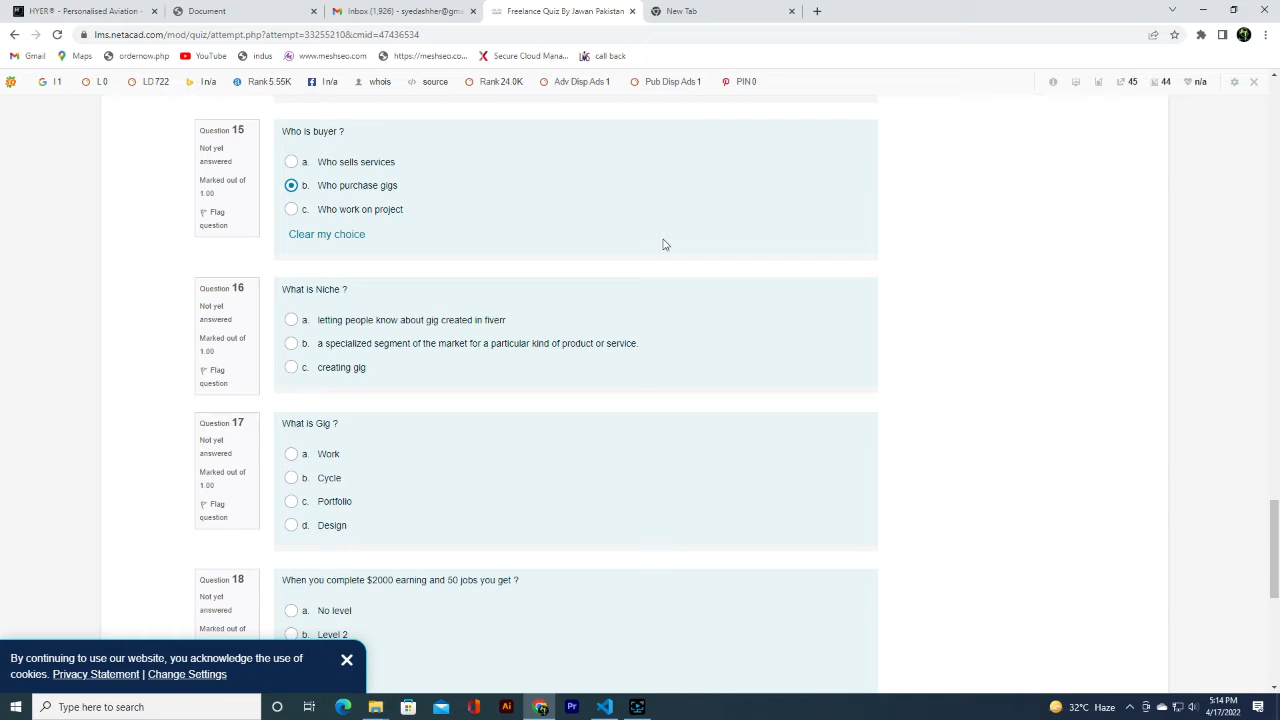 HYER® - Personalised Aviation -
Document
Inbox (1,926) - syedashher@gma
Freelance Quiz By Jawan Pakistan
New Tab
lms.netacad.com/mod/quiz/attempt.php?attempt=33255210&cmid=47436534
Gmail
Maps
ordernow.php
YouTube
indus
www.meshseo.com
https://meshseo.co...
Secure Cloud Mana...
call back
I 1
L 0
LD 722
I n/a
Rank 5.55K
I n/a
whois
source
Rank 24.0K
Adv Disp Ads 1
Pub Disp Ads 1
PIN 0
45
44
n/a
Question 15
Not yet
answered
Marked out of
1.00
Flag
question
Who is buyer ?
a. Who sells services
b. Who purchase gigs
c. Who work on project
Clear my choice
Question 16
Not yet
answered
Marked out of
1.00
Flag
question
What is Niche ?
a. letting people know about gig created in fiverr
b. a specialized segment of the market for a particular kind of product or service.
c. creating gig
Question 17
Not yet
answered
Marked out of
1.00
Flag
question
What is Gig ?
a. Work
b. Cycle
c. Portfolio
d. Design
Question 18
Not yet
answered
Marked out of
When you complete $2000 earning and 50 jobs you get ?
a. No level
b. Level 2
By continuing to use our website, you acknowledge the use of
cookies. Privacy Statement | Change Settings
Type here to search
Ai
Pr
32°C Haze
5:14 PM
4/17/2022